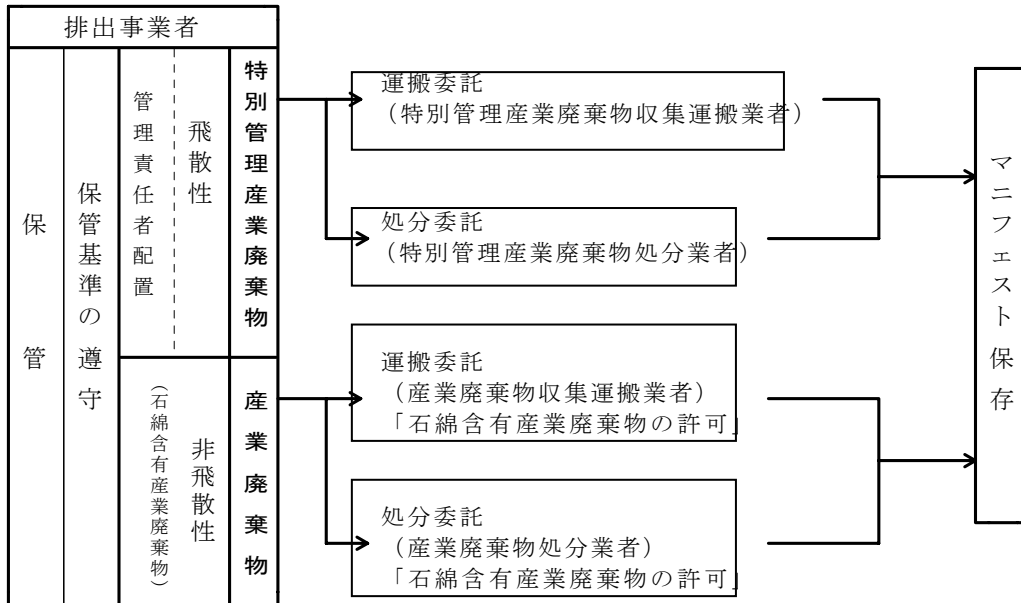 排出事業者
保管
保管基準の遵守
管理責任者配置
飛散性
特別管理産業廃棄物
(石綿含有産業廃棄物)
非飛散性
産業廃棄物
運搬委託
(特別管理産業廃棄物収集運搬業者)
処分委託
(特別管理産業廃棄物処分業者)
運搬委託
(産業廃棄物収集運搬業者)
「石綿含有産業廃棄物の許可」
処分委託
(産業廃棄物処分業者)
「石綿含有産業廃棄物の許可」
マニフェスト保存